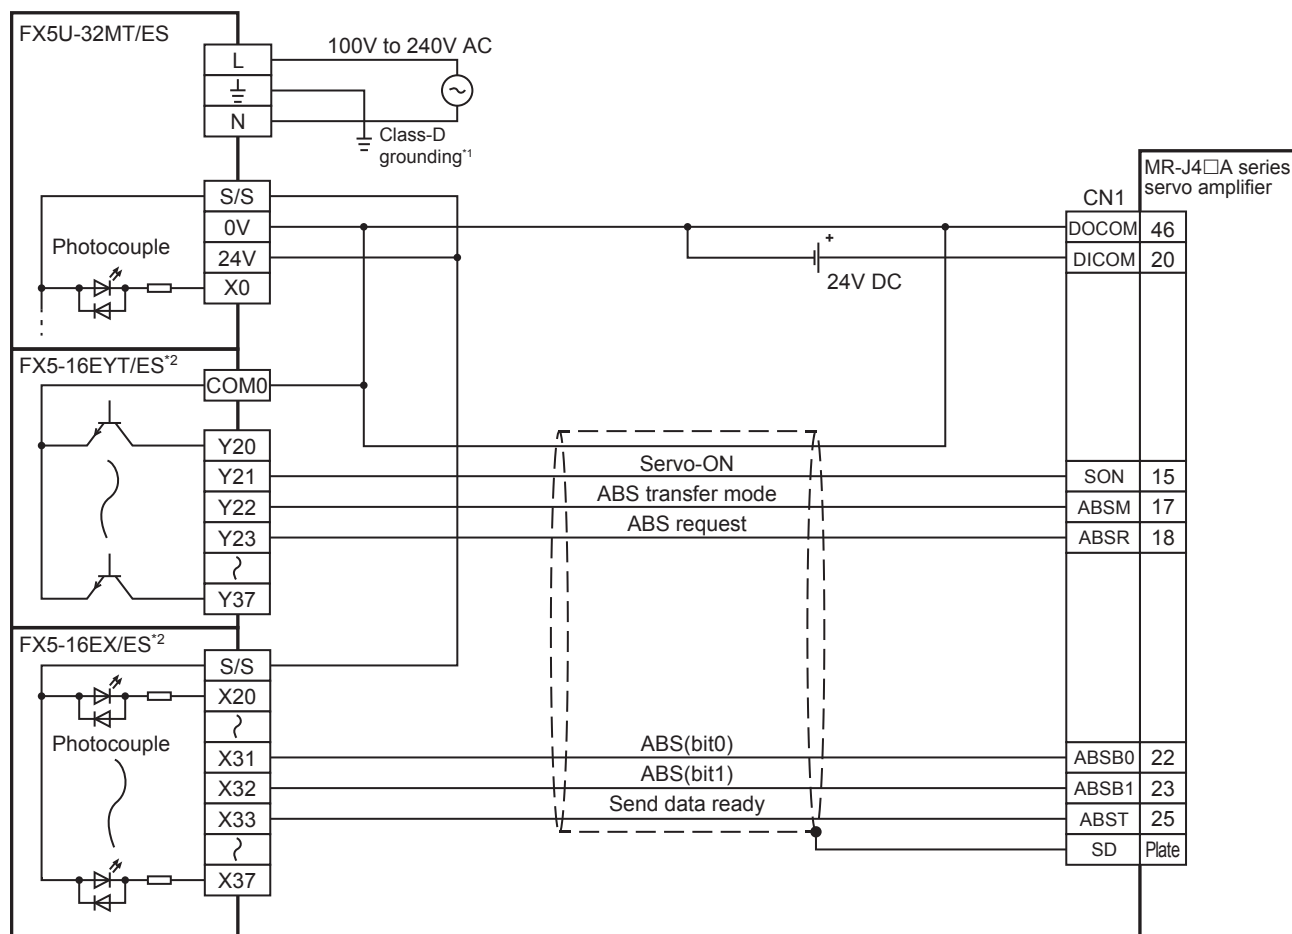 FX5U-32MT/ES
L
N
100V to 240V AC
Class-D
grounding*1
S/S
0V
24V
X0
Photocouple
MR-J4□A series
servo amplifier
CN1
DOCOM 46
DICOM 20
+
24V DC
FX5-16EYT/ES*2
COM0
Y20
Y21
Y22
Y23
Y37
Servo-ON
ABS transfer mode
ABS request
SON 15
ABSM 17
ABSR 18
FX5-16EX/ES*2
S/S
X20
X31
X32
X33
X37
Photocouple
ABS(bit0)
ABS(bit1)
Send data ready
ABSB0 22
ABSB1 23
ABST 25
SD Plate